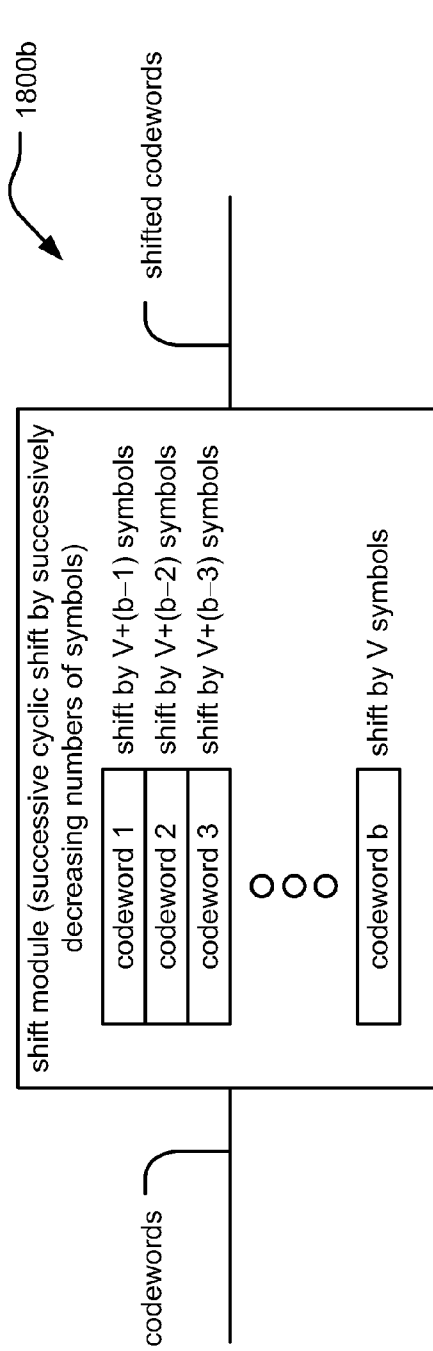 1800b
codewords
shifted codewords
shift module (successive cyclic shift by successively
decreasing numbers of symbols)
codeword 1 shift by V+(b−1) symbols
codeword 2 shift by V+(b−2) symbols
codeword 3 shift by V+(b−3) symbols
codeword b shift by V symbols